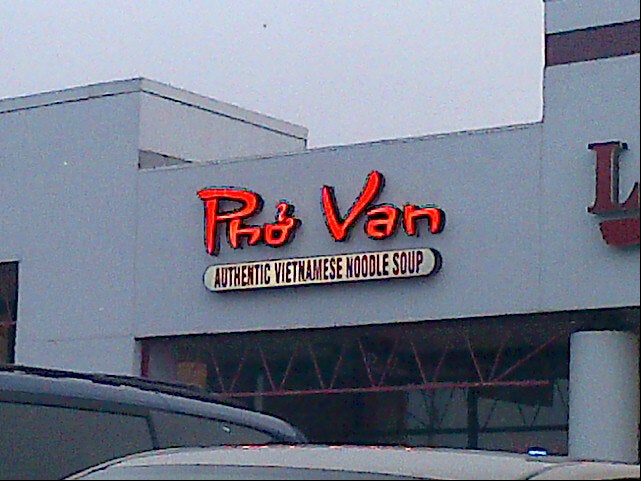 Phở Van
AUTHENTIC VIETNAMESE NOODLE SOUP
L